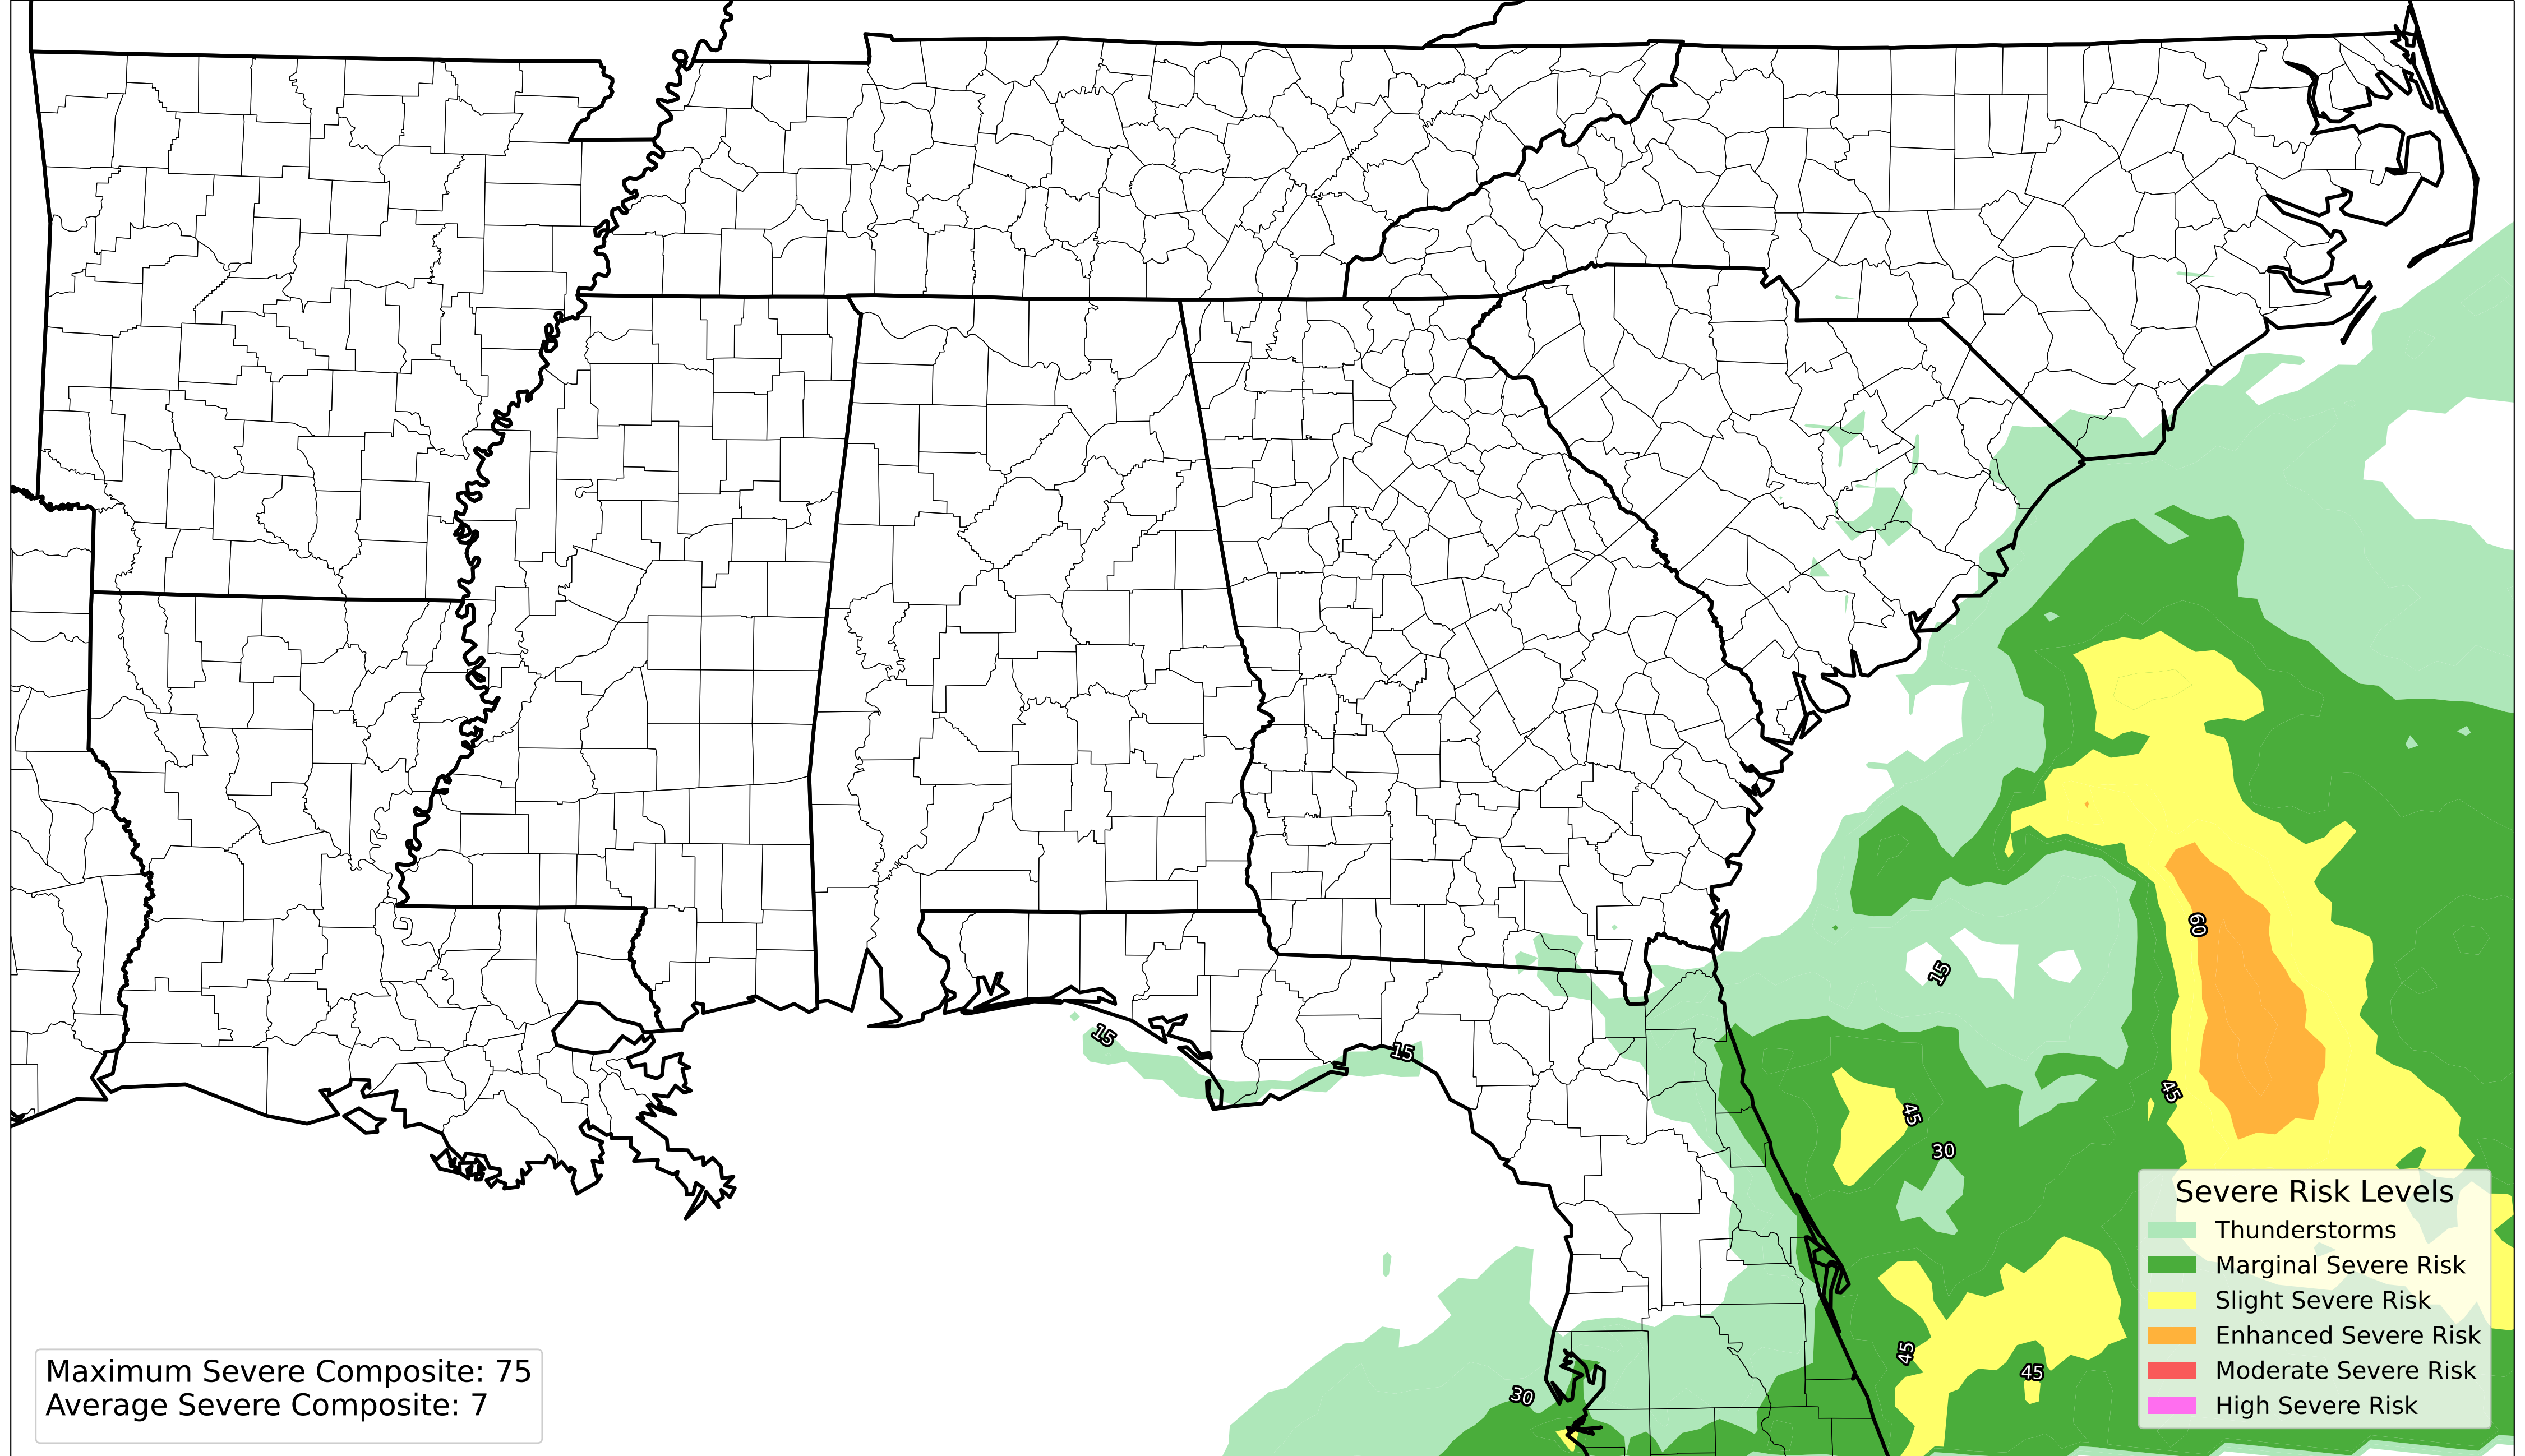 15
15
15
60
45
45
30
45
45
30
Severe Risk Levels
Thunderstorms
Marginal Severe Risk
Slight Severe Risk
Enhanced Severe Risk
Moderate Severe Risk
High Severe Risk
Maximum Severe Composite: 75
Average Severe Composite: 7